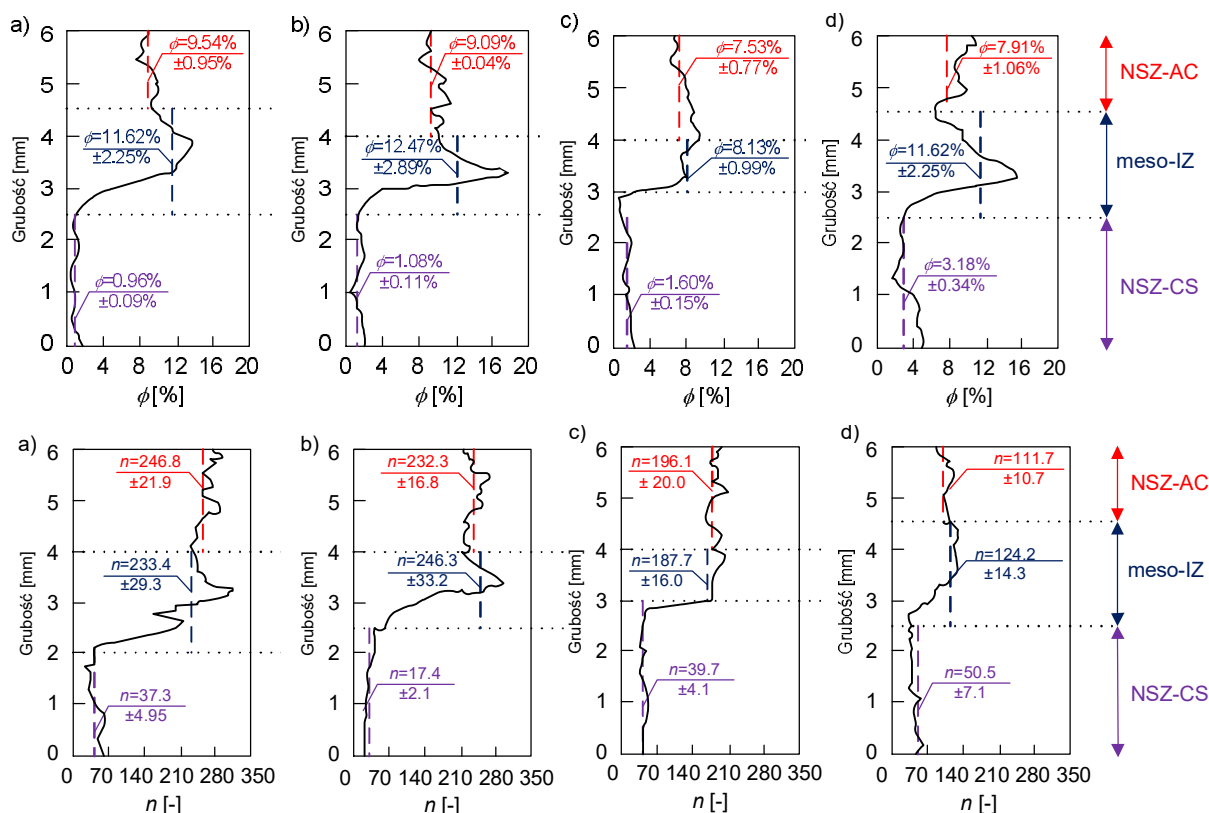 a)
b)
c)
d)
Grubość [mm]
6
5
4
3
2
1
0
ϕ=9.54%
±0.95%
ϕ=11.62%
±2.25%
ϕ=0.96%
±0.09%
0 4 8 12 16 20
ϕ [%]
Grubość [mm]
6
5
4
3
2
1
0
ϕ=9.09%
±0.04%
ϕ=12.47%
±2.89%
ϕ=1.08%
±0.11%
0 4 8 12 16 20
ϕ [%]
Grubość [mm]
6
5
4
3
2
1
0
ϕ=7.53%
±0.77%
ϕ=8.13%
±0.99%
ϕ=1.60%
±0.15%
0 4 8 12 16 20
ϕ [%]
Grubość [mm]
6
5
4
3
2
1
0
ϕ=7.91%
±1.06%
ϕ=11.62%
±2.25%
ϕ=3.18%
±0.34%
0 4 8 12 16 20
ϕ [%]
NSZ-AC
meso-IZ
NSZ-CS
a)
b)
c)
d)
Grubość [mm]
6
5
4
3
2
1
0
n=246.8
±21.9
n=233.4
±29.3
n=37.3
±4.95
0 70 140 210 280 350
n [-]
Grubość [mm]
6
5
4
3
2
1
0
n=232.3
±16.8
n=246.3
±33.2
n=17.4
±2.1
0 70 140 210 280 350
n [-]
Grubość [mm]
6
5
4
3
2
1
0
n=196.1
± 20.0
n=187.7
±16.0
n=39.7
±4.1
0 70 140 210 280 350
n [-]
Grubość [mm]
6
5
4
3
2
1
0
n=111.7
±10.7
n=124.2
±14.3
n=50.5
±7.1
0 70 140 210 280 350
n [-]
NSZ-AC
meso-IZ
NSZ-CS